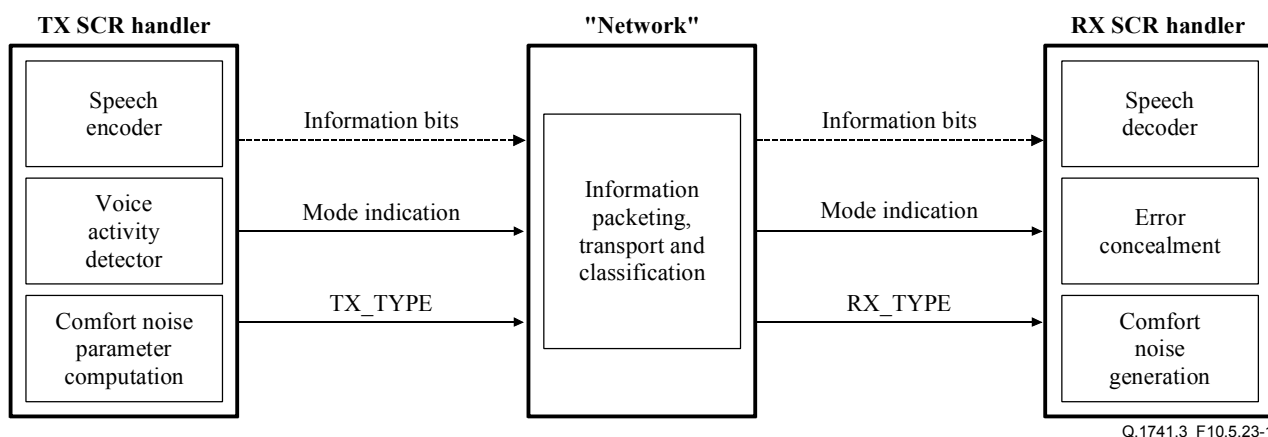 TX SCR handler
"Network"
RX SCR handler
Speech
encoder
Voice
activity
detector
Comfort noise
parameter
computation
Information bits
Mode indication
TX_TYPE
Information
packeting,
transport and
classification
Information bits
Mode indication
RX_TYPE
Speech
decoder
Error
concealment
Comfort
noise
generation
Q.1741.3_F10.5.23-1